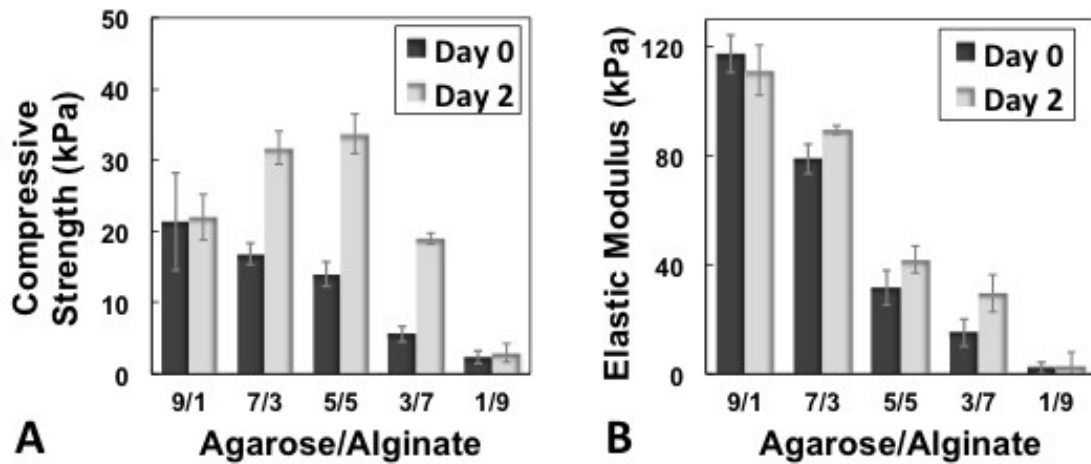 50
40
30
20
10
0
Compressive
Strength (kPa)
Day 0
Day 2
9/1 7/3 5/5 3/7 1/9
Agarose/Alginate
A
120
80
40
0
Elastic Modulus (kPa)
Day 0
Day 2
9/1 7/3 5/5 3/7 1/9
Agarose/Alginate
B